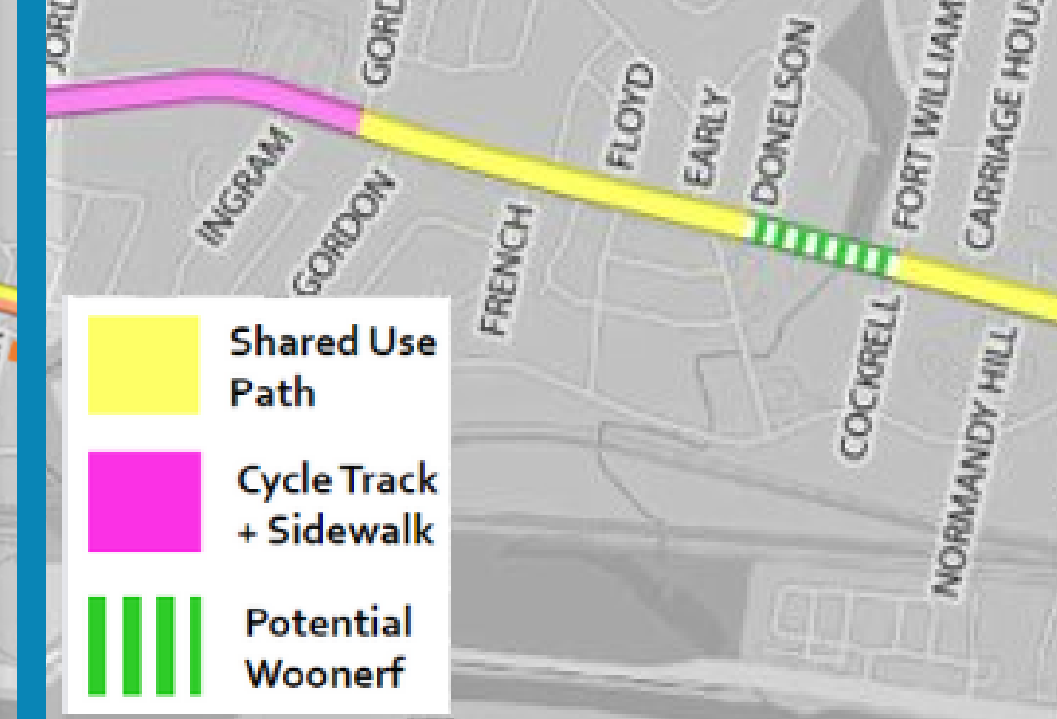 JORD
GORD
INGRAM
GORDON
FRENCH
FLOYD
EARLY
DONELSON
FORT WILLIAM
CARRIAGE HOU
COCKRELL
NORMANDY HILL
Shared Use
Path
Cycle Track
+ Sidewalk
Potential
Woonerf